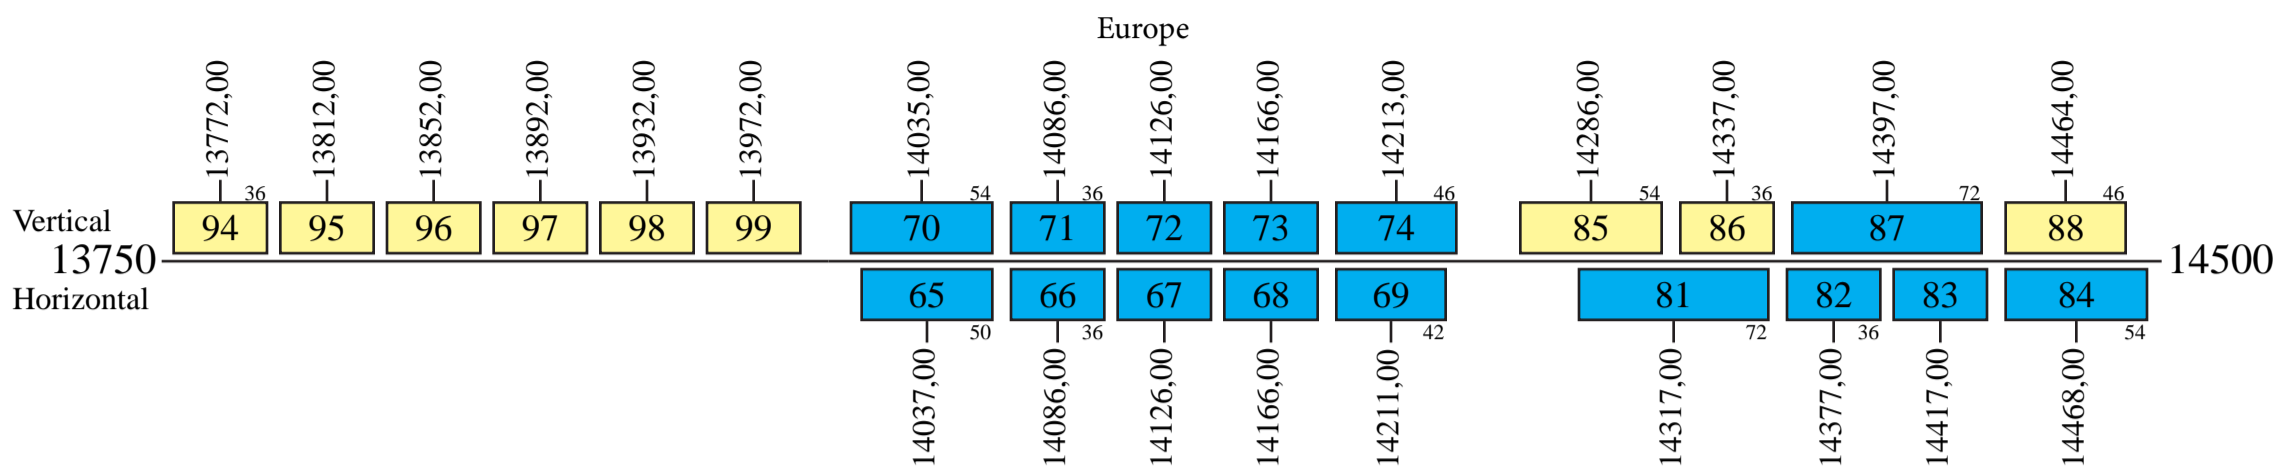 Europe
13772,00 13812,00 13852,00 13892,00 13932,00 13972,00 14035,00 14086,00 14126,00 14166,00 14213,00 14286,00 14337,00 14397,00 14464,00
36 54 36 46 54 36 72 46
Vertical 94 95 96 97 98 99 70 71 72 73 74 85 86 87 88
13750 14500
Horizontal 65 66 67 68 69 81 82 83 84
50 36 42 72 36 54
14037,00 14086,00 14126,00 14166,00 14211,00 14317,00 14377,00 14417,00 14468,00